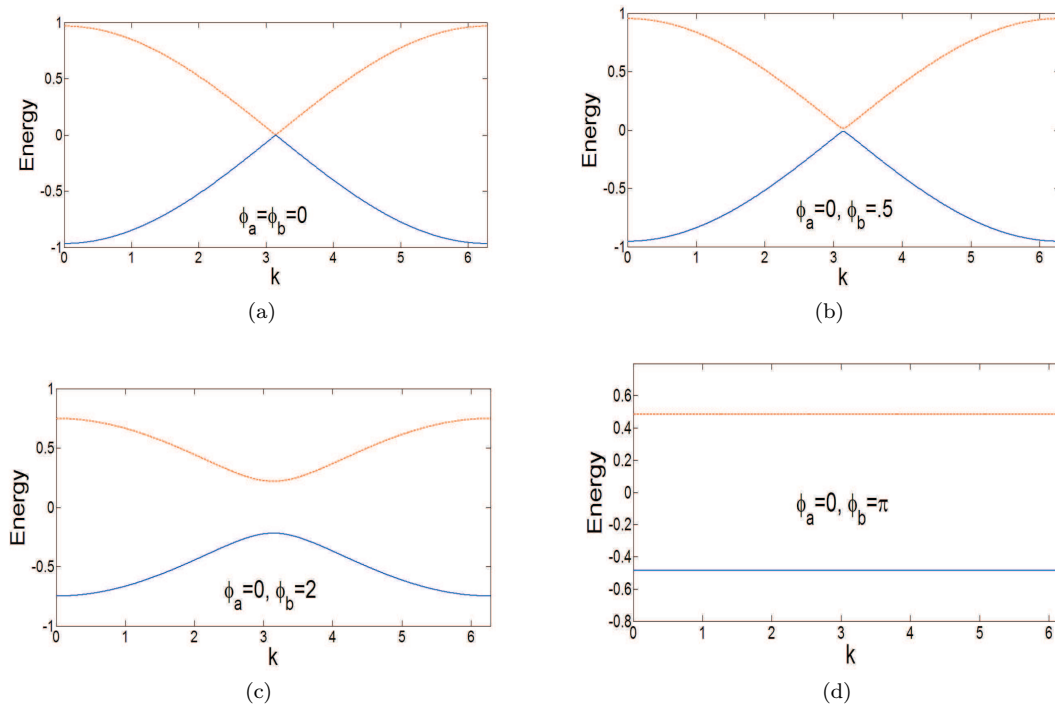 1
0.5
0
-0.5
-1
Energy
0 1 2 3 4 5 6
k
ϕa=ϕb=0
(a)
1
0.5
0
-0.5
-1
Energy
0 1 2 3 4 5 6
k
ϕa=0, ϕb=.5
(b)
1
0.5
0
-0.5
-1
Energy
0 1 2 3 4 5 6
k
ϕa=0, ϕb=2
(c)
0.6
0.4
0.2
0
-0.2
-0.4
-0.6
-0.8
Energy
0 1 2 3 4 5 6
k
ϕa=0, ϕb=π
(d)